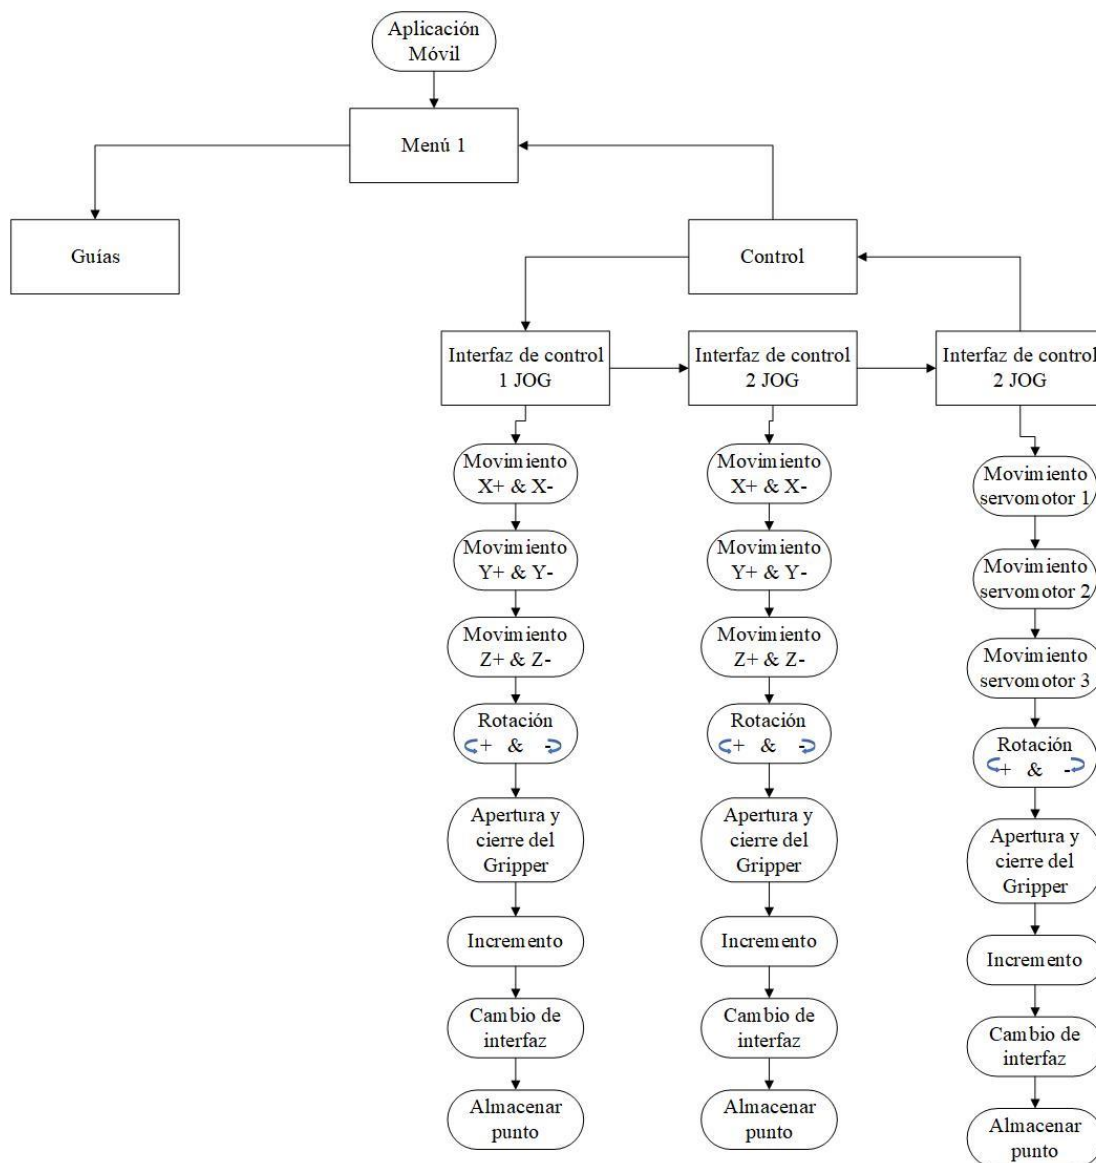 Aplicación
Móvil
Menú 1
Guías
Control
Interfaz de control
1 JOG
Interfaz de control
2 JOG
Interfaz de control
2 JOG
Movimiento
X+ & X-
Movimiento
Y+ & Y-
Movimiento
Z+ & Z-
Rotación
+ & -
Apertura y
cierre del
Gripper
Incremento
Cambio de
interfaz
Almacenar
punto
Movimiento
X+ & X-
Movimiento
Y+ & Y-
Movimiento
Z+ & Z-
Rotación
+ & -
Apertura y
cierre del
Gripper
Incremento
Cambio de
interfaz
Almacenar
punto
Movimiento
servomotor 1
Movimiento
servomotor 2
Movimiento
servomotor 3
Rotación
+ & -
Apertura y
cierre del
Gripper
Incremento
Cambio de
interfaz
Almacenar
punto